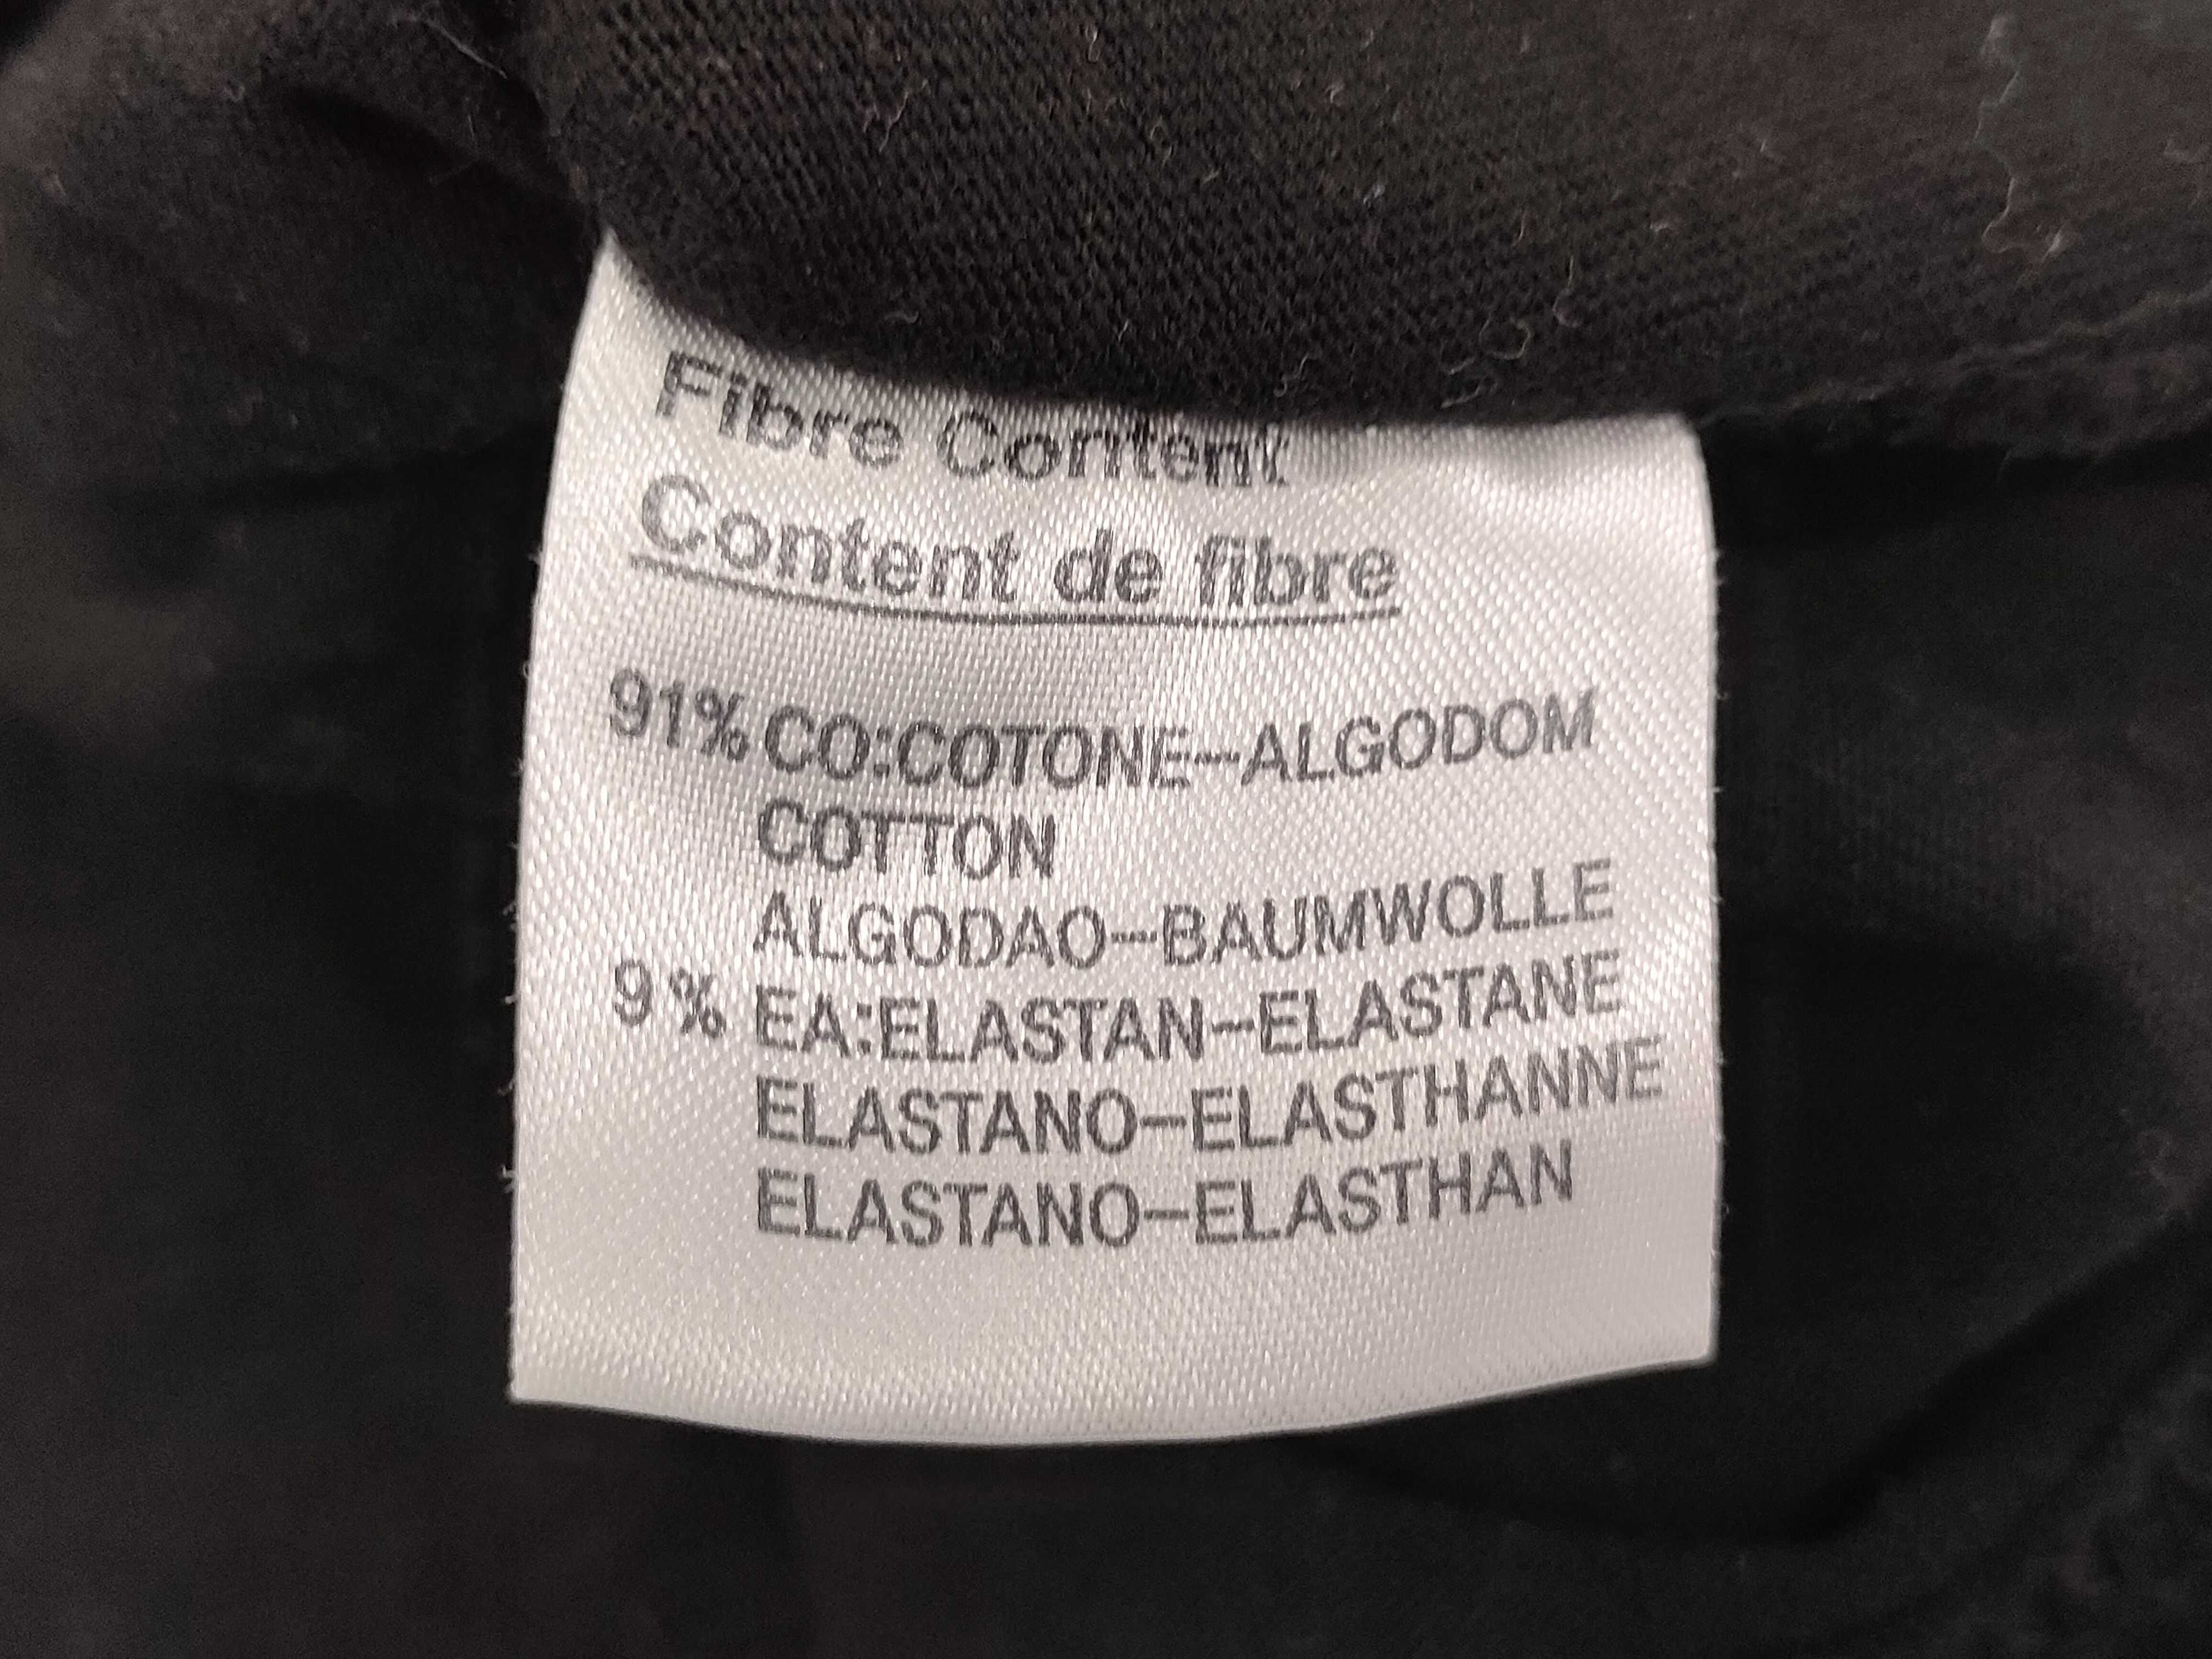 Fibre Content
Content de fibre
91% CO:COTONE-ALGODOM
COTTON
ALGODAO-BAUMWOLLE
9% EA:ELASTAN-ELASTANE
ELASTANO-ELASTHANNE
ELASTANO-ELASTHAN